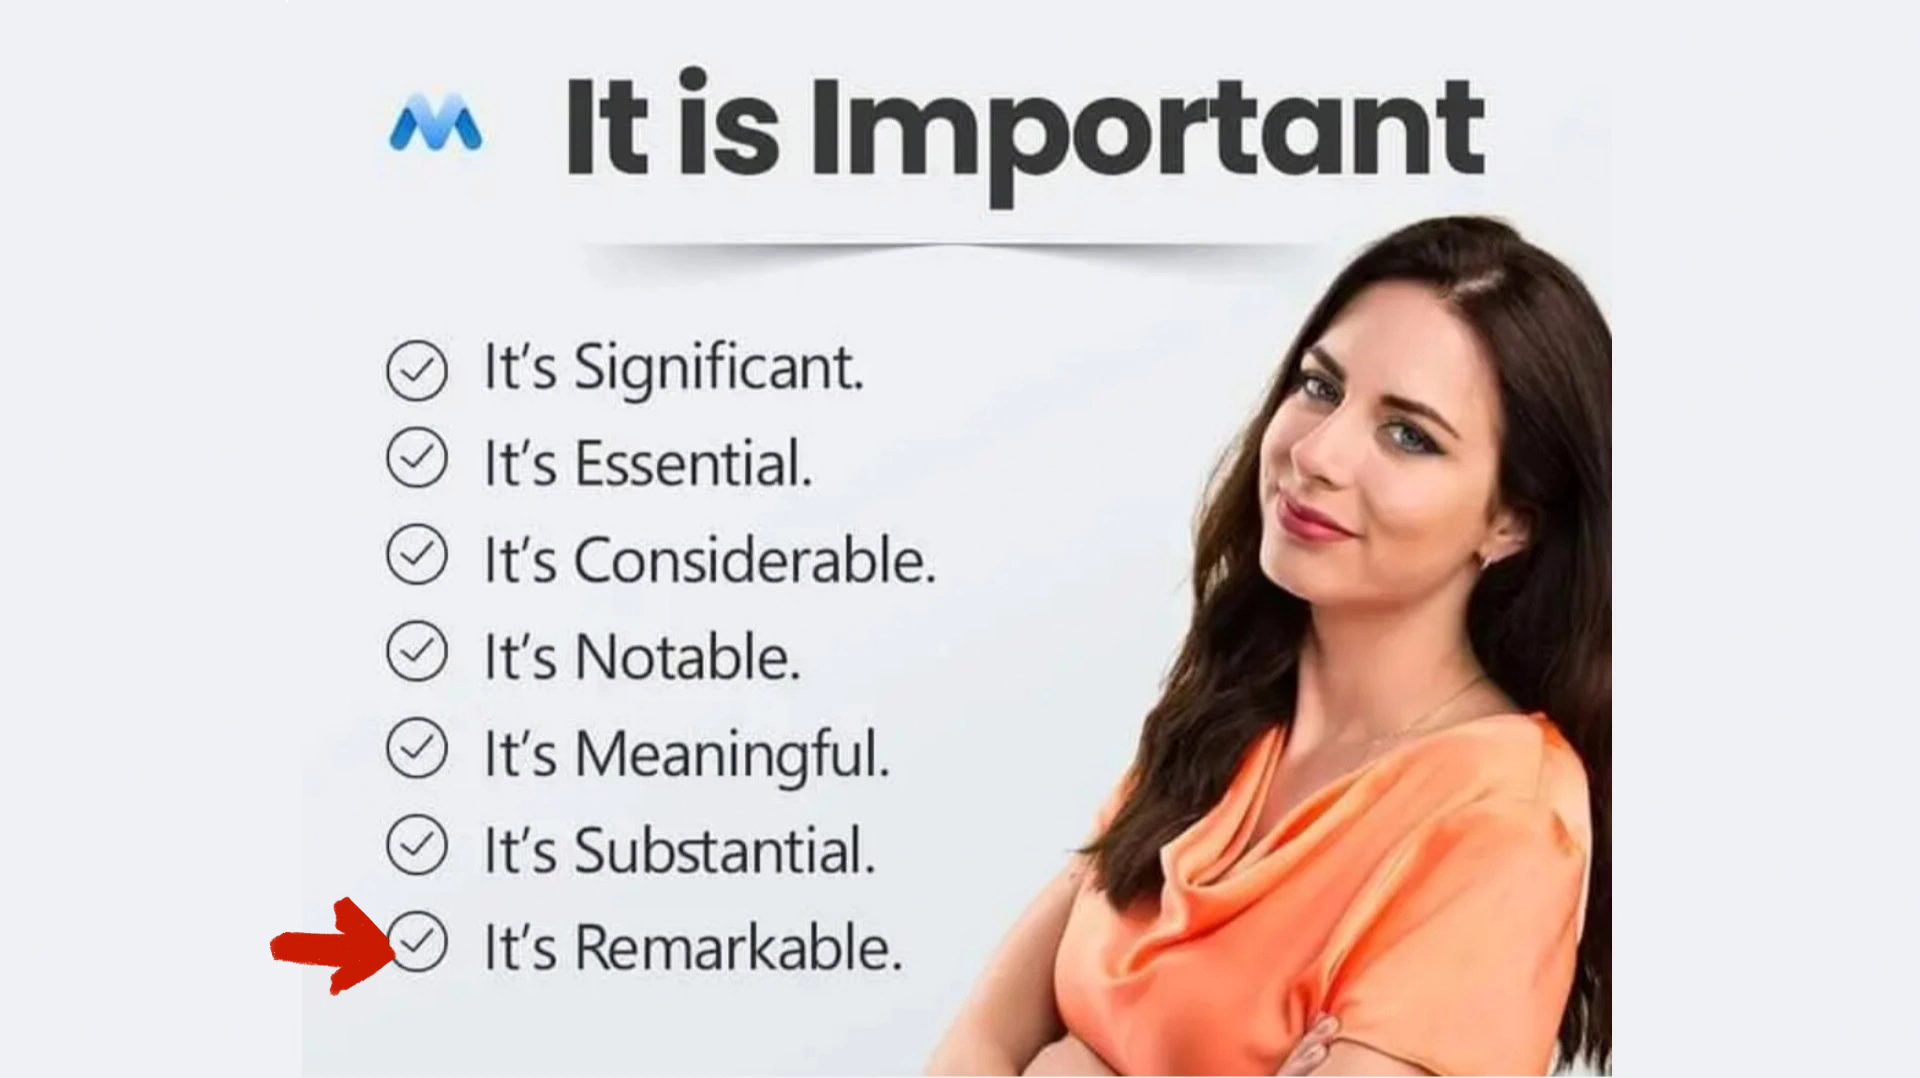 It is Important
It's Significant.
It's Essential.
It's Considerable.
It's Notable.
It's Meaningful.
It's Substantial.
It's Remarkable.